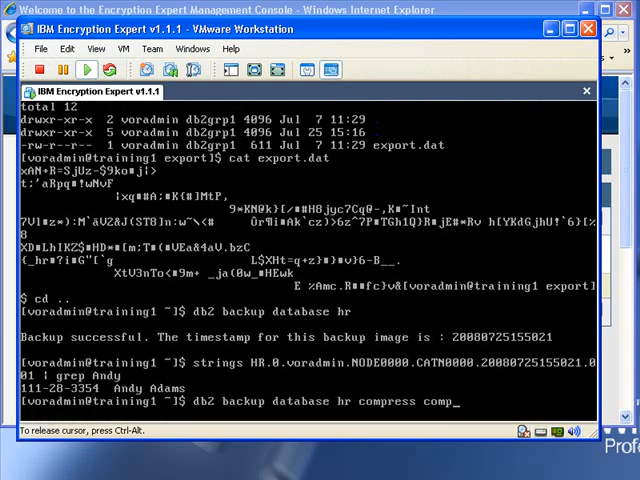 the IBM Encryption Expert Management Console - Windows Internet Explorer
IBM Encryption Expert v1.1.1 - VMware Workstation
File Edit View VM Team Windows Help
IBM Encryption Expert v1.1.1
total 12
drwxr-xr-x 2 voradmin db2grp1 4096 Jul 7 11:29 .
drwxr-xr-x 5 voradmin db2grp1 4096 Jul 25 15:16 ..
-rw-r--r-- 1 voradmin db2grp1 611 Jul 7 11:29 export.dat
[voradmin@training1 export]$ cat export.dat
[voradmin@training1 export]
$ cd ..
[voradmin@training1 ~]$ db2 backup database hr
Backup successful. The timestamp for this backup image is : 20080725155021
[voradmin@training1 ~]$ strings HR.0.voradmin.NODE0000.CATN0000.20080725155021.0
01 | grep Andy
111-28-3354 Andy Adams
[voradmin@training1 ~]$ db2 backup database hr compress comp_
To release cursor, press Ctrl-Alt.
Profe